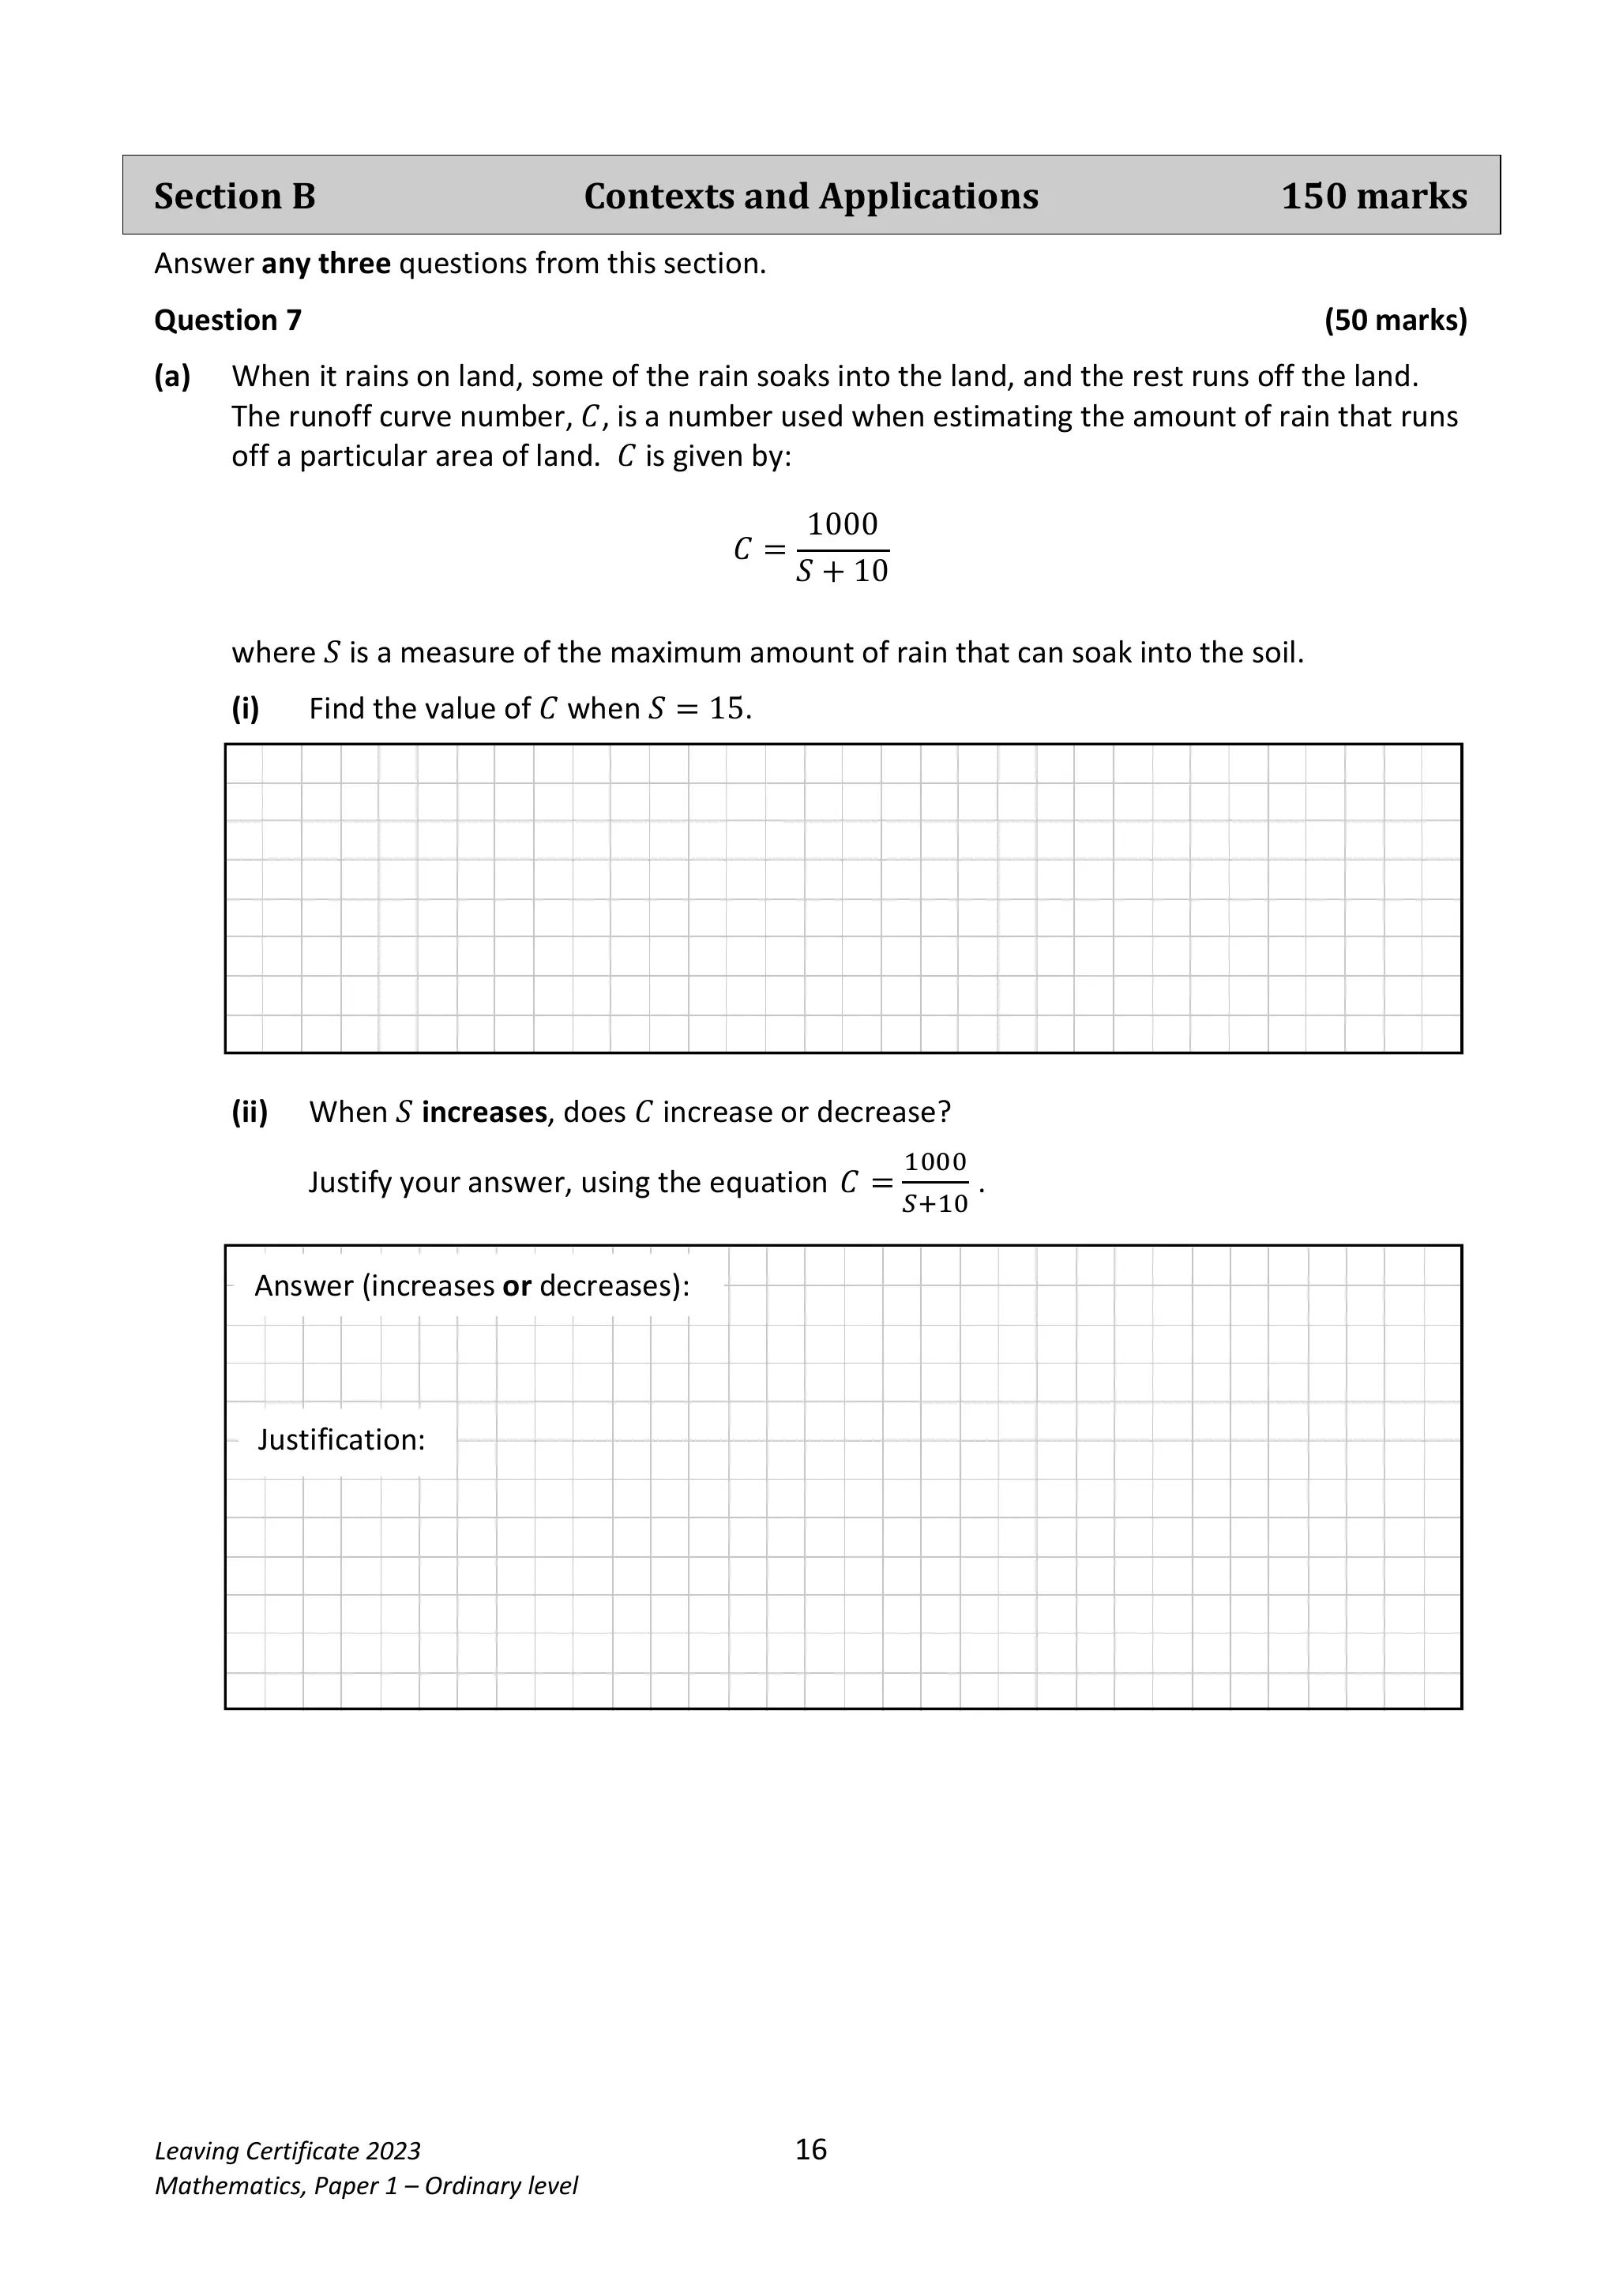 Section B Contexts and Applications 150 marks
Answer any three questions from this section.
Question 7 (50 marks)
(a) When it rains on land, some of the rain soaks into the land, and the rest runs off the land.
The runoff curve number, C, is a number used when estimating the amount of rain that runs
off a particular area of land. C is given by:
C = 1000 / (S + 10)
where S is a measure of the maximum amount of rain that can soak into the soil.
(i) Find the value of C when S = 15.
(ii) When S increases, does C increase or decrease?
Justify your answer, using the equation C = 1000/(S+10) .
Answer (increases or decreases):
Justification:
Leaving Certificate 2023 16
Mathematics, Paper 1 – Ordinary level